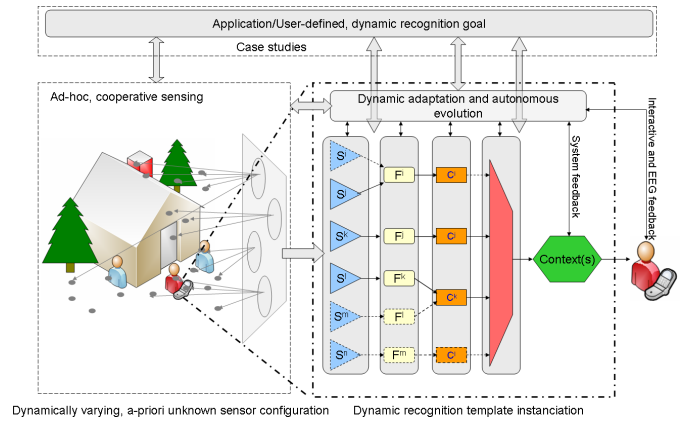 Application/User-defined, dynamic recognition goal
Case studies
Ad-hoc, cooperative sensing
Dynamic adaptation and autonomous
evolution
Interactive and EEG feedback
System feedback
S^i F^i C^i
S^j
S^k F^j C^j
S^l F^k
C^k
S^m F^l
S^n F^m C^l
Context(s)
Dynamically varying, a-priori unknown sensor configuration
Dynamic recognition template instanciation